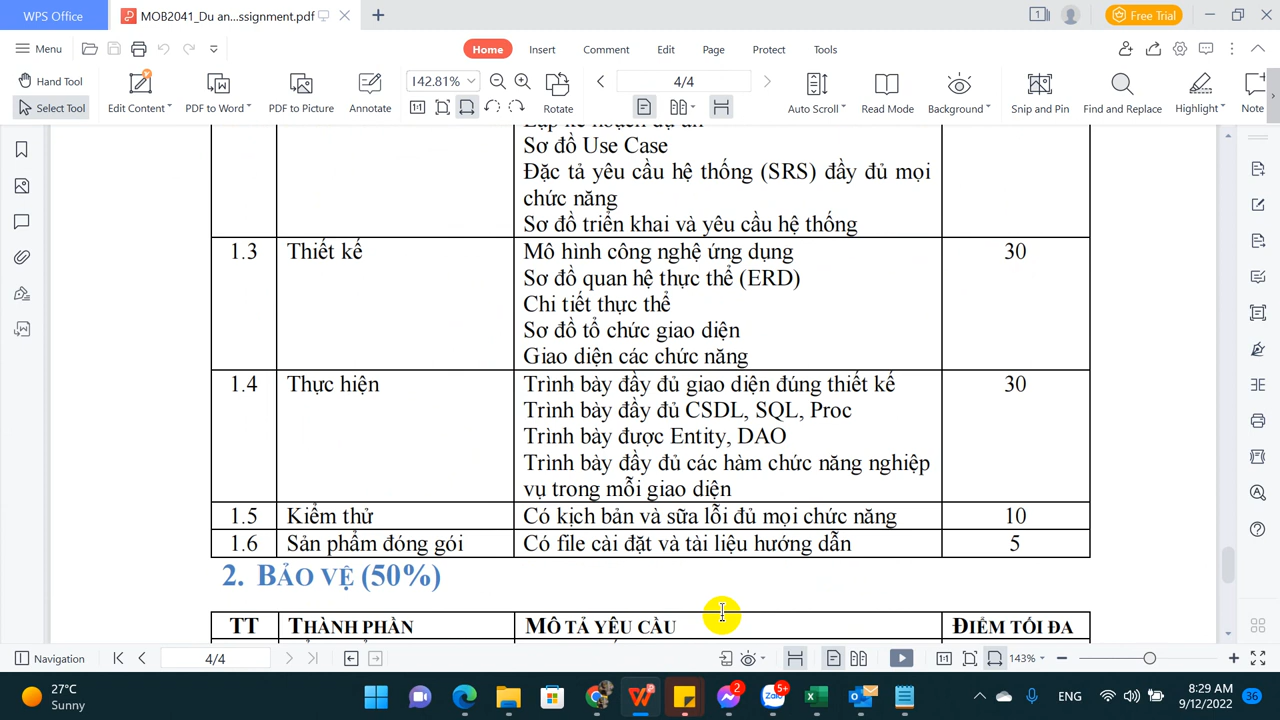 WPS Office
MOB2041_Du an...ssignment.pdf
1
Free Trial
Menu
Home Insert Comment Edit Page Protect Tools
Hand Tool
Select Tool
Edit Content
PDF to Word
PDF to Picture
Annotate
142.81%
Rotate
4/4
Auto Scroll
Read Mode
Background
Snip and Pin
Find and Replace
Highlight
Note
Sơ đồ Use Case
Đặc tả yêu cầu hệ thống (SRS) đầy đủ mọi
chức năng
Sơ đồ triển khai và yêu cầu hệ thống
1.3 Thiết kế Mô hình công nghệ ứng dụng 30
Sơ đồ quan hệ thực thể (ERD)
Chi tiết thực thể
Sơ đồ tổ chức giao diện
Giao diện các chức năng
1.4 Thực hiện Trình bày đầy đủ giao diện đúng thiết kế 30
Trình bày đầy đủ CSDL, SQL, Proc
Trình bày được Entity, DAO
Trình bày đầy đủ các hàm chức năng nghiệp
vụ trong mỗi giao diện
1.5 Kiểm thử Có kịch bản và sữa lỗi đủ mọi chức năng 10
1.6 Sản phẩm đóng gói Có file cài đặt và tài liệu hướng dẫn 5
2. BẢO VỆ (50%)
TT THÀNH PHẦN MÔ TẢ YÊU CẦU ĐIỂM TỐI ĐA
Navigation
4/4
143%
27°C
Sunny
2
5+
ENG
8:29 AM
9/12/2022
36